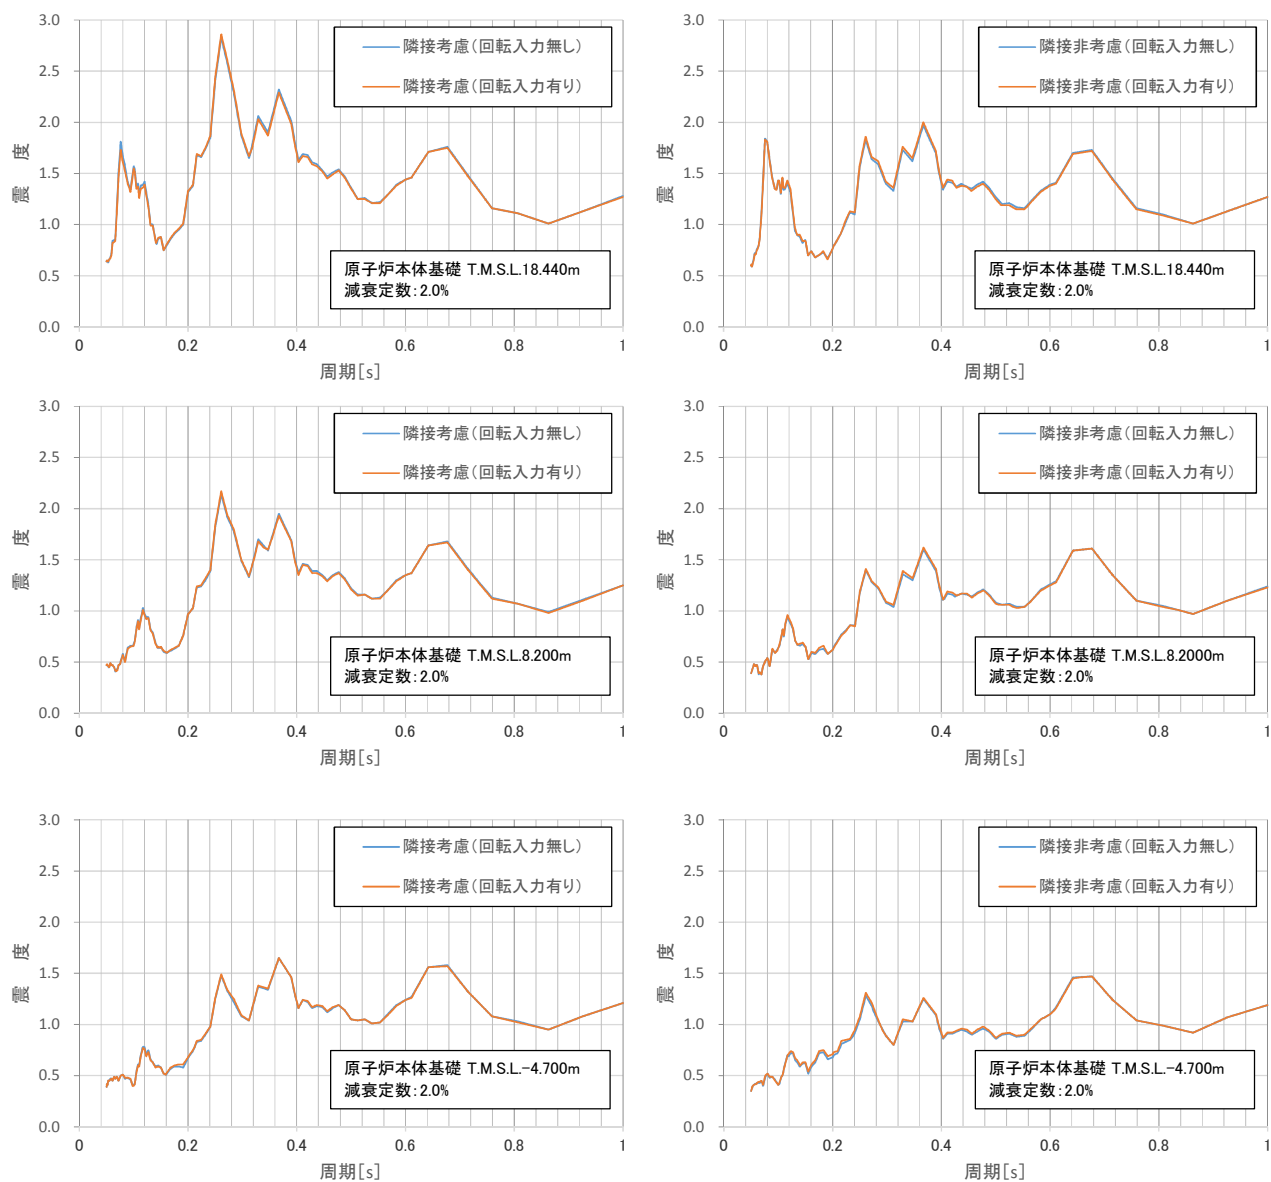 3.0
2.5
2.0
1.5
1.0
0.5
0.0
震度
0
0.2
0.4
0.6
0.8
1
周期[s]
隣接考慮(回転入力無し)
隣接考慮(回転入力有り)
原子炉本体基礎 T.M.S.L.18.440m
減衰定数:2.0%
3.0
2.5
2.0
1.5
1.0
0.5
0.0
震度
0
0.2
0.4
0.6
0.8
1
周期[s]
隣接非考慮(回転入力無し)
隣接非考慮(回転入力有り)
原子炉本体基礎 T.M.S.L.18.440m
減衰定数:2.0%
3.0
2.5
2.0
1.5
1.0
0.5
0.0
震度
0
0.2
0.4
0.6
0.8
1
周期[s]
隣接考慮(回転入力無し)
隣接考慮(回転入力有り)
原子炉本体基礎 T.M.S.L.8.200m
減衰定数:2.0%
3.0
2.5
2.0
1.5
1.0
0.5
0.0
震度
0
0.2
0.4
0.6
0.8
1
周期[s]
隣接非考慮(回転入力無し)
隣接非考慮(回転入力有り)
原子炉本体基礎 T.M.S.L.8.2000m
減衰定数:2.0%
3.0
2.5
2.0
1.5
1.0
0.5
0.0
震度
0
0.2
0.4
0.6
0.8
1
周期[s]
隣接考慮(回転入力無し)
隣接考慮(回転入力有り)
原子炉本体基礎 T.M.S.L.-4.700m
減衰定数:2.0%
3.0
2.5
2.0
1.5
1.0
0.5
0.0
震度
0
0.2
0.4
0.6
0.8
1
周期[s]
隣接非考慮(回転入力無し)
隣接非考慮(回転入力有り)
原子炉本体基礎 T.M.S.L.-4.700m
減衰定数:2.0%